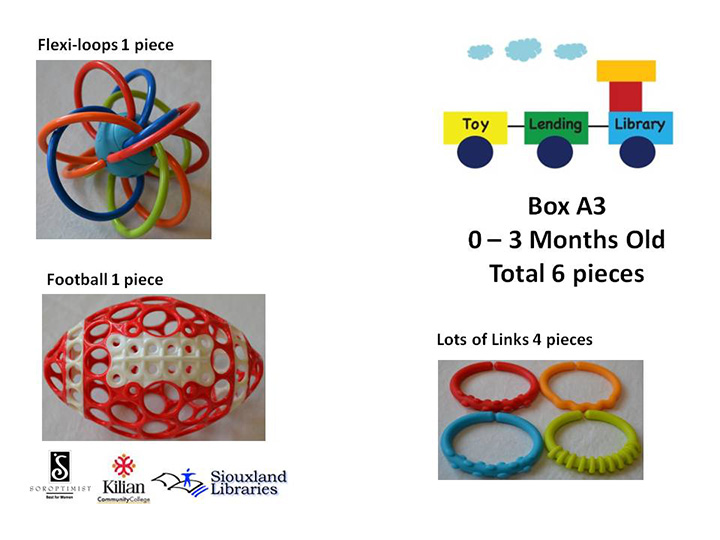 Flexi-loops 1 piece
Toy Lending Library
Box A3
0 – 3 Months Old
Total 6 pieces
Football 1 piece
Lots of Links 4 pieces
S
SOROPTIMIST
Best for Women
Kilian
CommunityCollege
Siouxland
Libraries